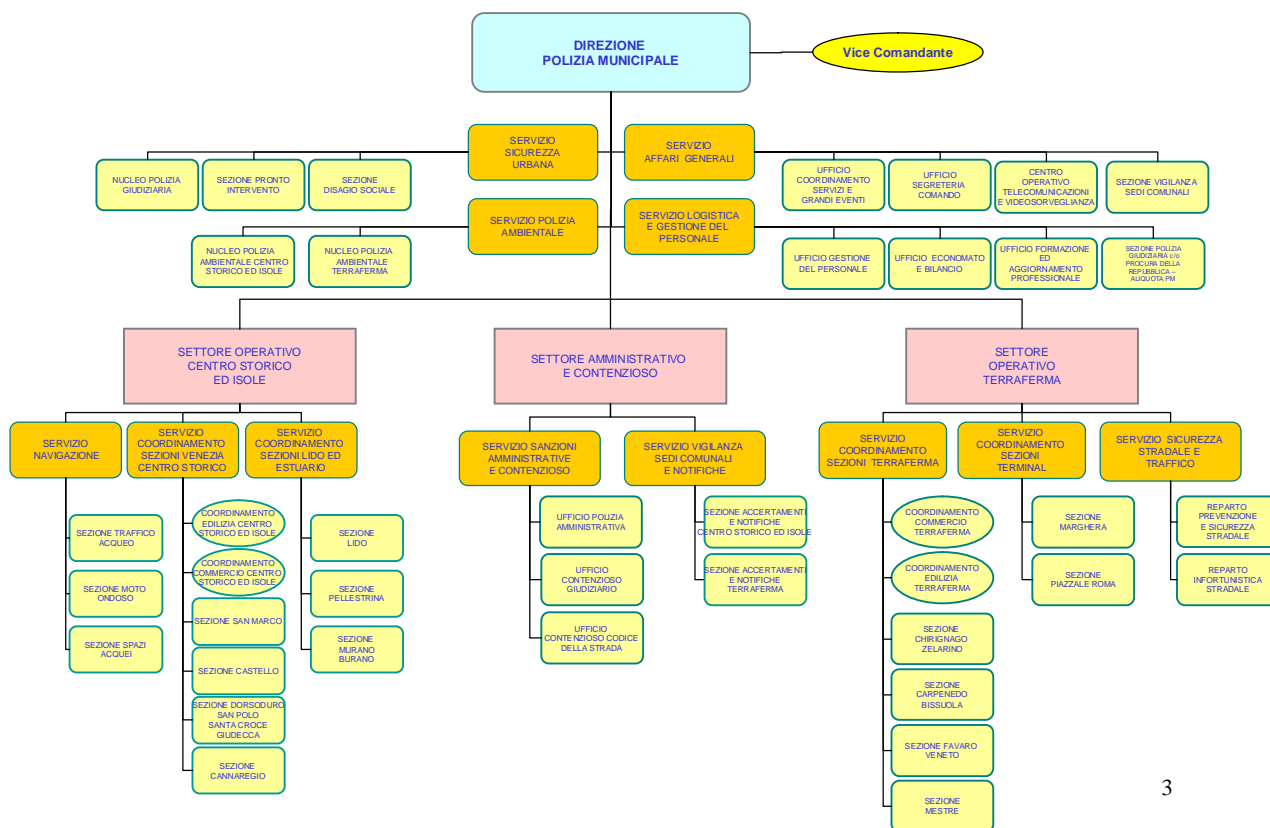 DIREZIONE
POLIZIA MUNICIPALE
Vice Comandante
SERVIZIO
SICUREZZA
URBANA
SERVIZIO
AFFARI GENERALI
NUCLEO POLIZIA
GIUDIZIARIA
SEZIONE PRONTO
INTERVENTO
SEZIONE
DISAGIO SOCIALE
UFFICIO
COORDINAMENTO
SERVIZI E
GRANDI EVENTI
UFFICIO
SEGRETERIA
COMANDO
CENTRO
OPERATIVO
TELECOMUNICAZIONI
E VIDEOSORVEGLIANZA
SEZIONE VIGILANZA
SEDI COMUNALI
SERVIZIO POLIZIA
AMBIENTALE
SERVIZIO LOGISTICA
E GESTIONE DEL
PERSONALE
NUCLEO POLIZIA
AMBIENTALE CENTRO
STORICO ED ISOLE
NUCLEO POLIZIA
AMBIENTALE
TERRAFERMA
UFFICIO GESTIONE
DEL PERSONALE
UFFICIO ECONOMATO
E BILANCIO
UFFICIO FORMAZIONE
ED
AGGIORNAMENTO
PROFESSIONALE
SEZIONE POLIZIA
GIUDIZIARIA c/o
PROCURA DELLA
REPUBBLICA –
ALIQUOTA PM
SETTORE OPERATIVO
CENTRO STORICO
ED ISOLE
SETTORE AMMINISTRATIVO
E CONTENZIOSO
SETTORE
OPERATIVO
TERRAFERMA
SERVIZIO
NAVIGAZIONE
SERVIZIO
COORDINAMENTO
SEZIONI VENEZIA
CENTRO STORICO
SERVIZIO
COORDINAMENTO
SEZIONI LIDO ED
ESTUARIO
SERVIZIO SANZIONI
AMMINISTRATIVE
E CONTENZIOSO
SERVIZIO VIGILANZA
SEDI COMUNALI
E NOTIFICHE
SERVIZIO
COORDINAMENTO
SEZIONI TERRAFERMA
SERVIZIO
COORDINAMENTO
SEZIONI
TERMINAL
SERVIZIO SICUREZZA
STRADALE E
TRAFFICO
SEZIONE TRAFFICO
ACQUEO
SEZIONE MOTO
ONDOSO
SEZIONE SPAZI
ACQUEI
COORDINAMENTO
EDILIZIA CENTRO
STORICO ED ISOLE
COORDINAMENTO
COMMERCIO CENTRO
STORICO ED ISOLE
SEZIONE SAN MARCO
SEZIONE CASTELLO
SEZIONE DORSODURO
SAN POLO
SANTA CROCE
GIUDECCA
SEZIONE
CANNAREGIO
SEZIONE
LIDO
SEZIONE
PELLESTRINA
SEZIONE
MURANO
BURANO
UFFICIO POLIZIA
AMMINISTRATIVA
UFFICIO
CONTENZIOSO
GIUDIZIARIO
UFFICIO
CONTENZIOSO CODICE
DELLA STRADA
SEZIONE ACCERTAMENTI
E NOTIFICHE
CENTRO STORICO ED ISOLE
SEZIONE ACCERTAMENTI
E NOTIFICHE
TERRAFERMA
COORDINAMENTO
COMMERCIO
TERRAFERMA
COORDINAMENTO
EDILIZIA
TERRAFERMA
SEZIONE
CHIRIGNAGO
ZELARINO
SEZIONE
CARPENEDO
BISSUOLA
SEZIONE FAVARO
VENETO
SEZIONE
MESTRE
SEZIONE
MARGHERA
SEZIONE
PIAZZALE ROMA
REPARTO
PREVENZIONE
E SICUREZZA
STRADALE
REPARTO
INFORTUNISTICA
STRADALE
3